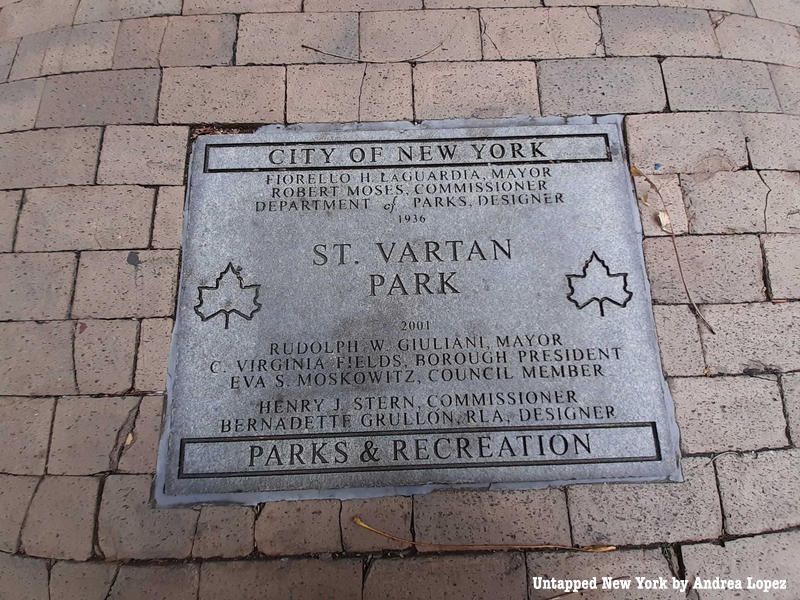 CITY OF NEW YORK
FIORELLO H. LAGUARDIA, MAYOR
ROBERT MOSES, COMMISSIONER
DEPARTMENT of PARKS, DESIGNER
1936
ST. VARTAN
PARK
2001
RUDOLPH W. GIULIANI, MAYOR
C. VIRGINIA FIELDS, BOROUGH PRESIDENT
EVA S. MOSKOWITZ, COUNCIL MEMBER
HENRY J. STERN, COMMISSIONER
BERNADETTE GRULLÓN, RLA, DESIGNER
PARKS & RECREATION
Untapped New York by Andrea Lopez